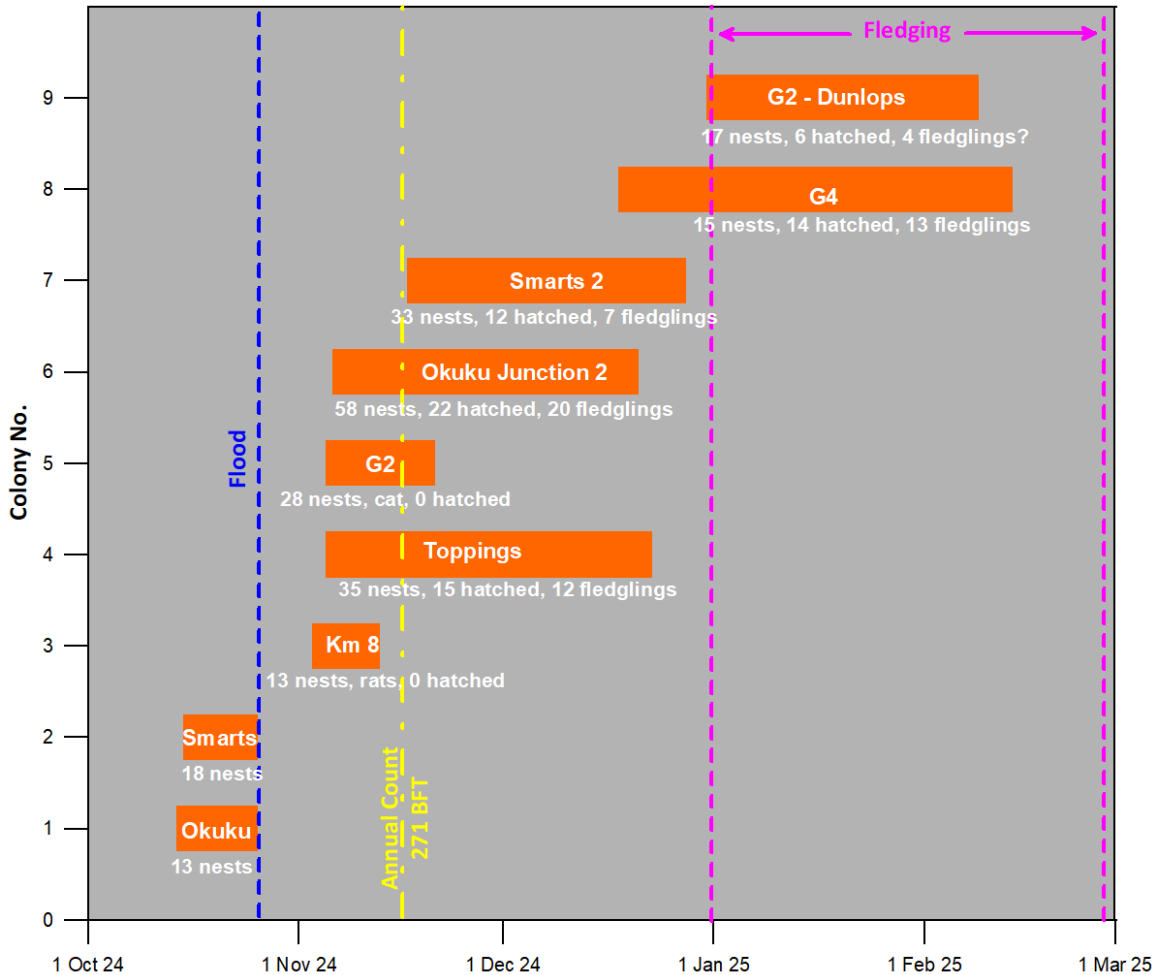 Fledging
9
G2 - Dunlops
17 nests, 6 hatched, 4 fledglings?
8
G4
15 nests, 14 hatched, 13 fledglings
7
Smarts 2
33 nests, 12 hatched, 7 fledglings
6
Okuku Junction 2
58 nests, 22 hatched, 20 fledglings
Colony No.
Flood
5
G2
28 nests, cat, 0 hatched
4
Toppings
35 nests, 15 hatched, 12 fledglings
3
Km 8
13 nests, rats, 0 hatched
2
Smarts
18 nests
Annual Count
271 BFT
1
Okuku
13 nests
0
1 Oct 24
1 Nov 24
1 Dec 24
1 Jan 25
1 Feb 25
1 Mar 25